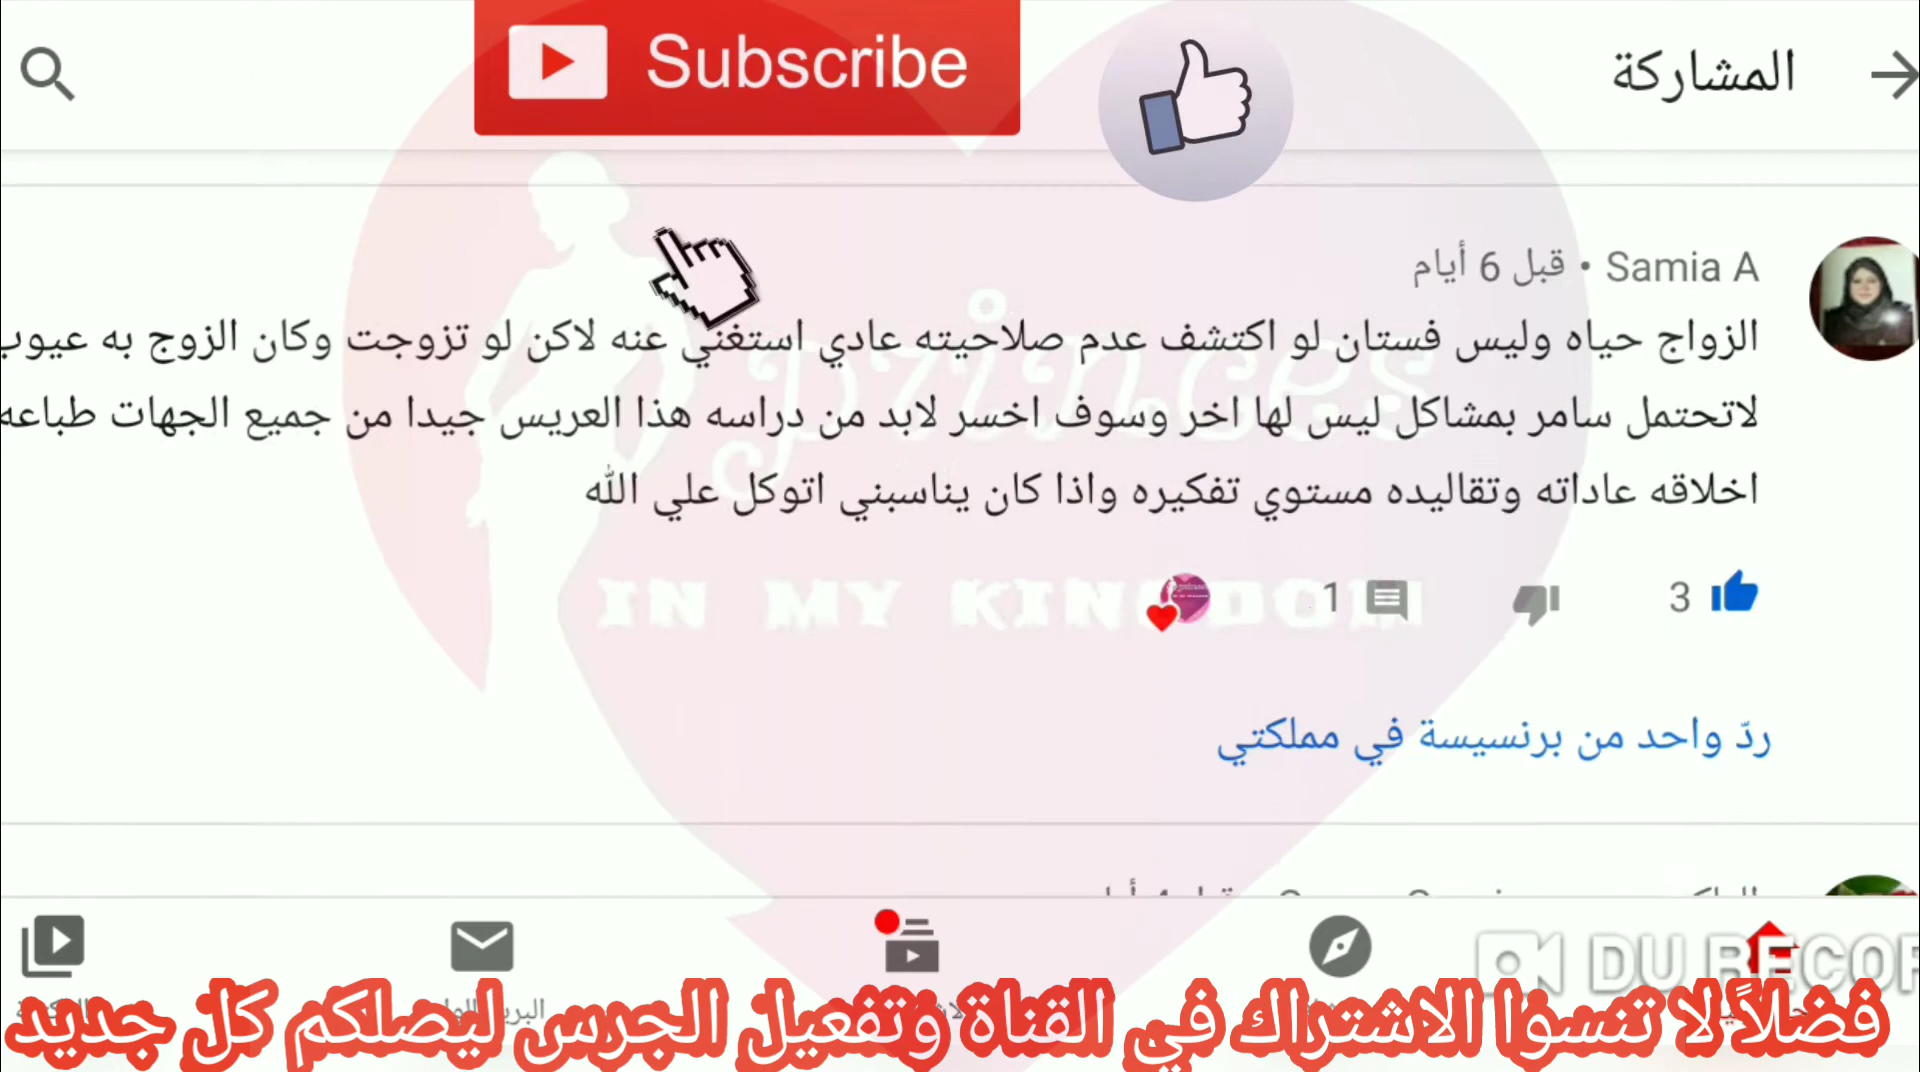 Subscribe
المشاركة
Samia A • قبل 6 أيام
الزواج حياه وليس فستان لو اكتشف عدم صلاحيته عادي استغني عنه لاكن لو تزوجت وكان الزوج به عيوب
لاتحتمل سامر بمشاكل ليس لها اخر وسوف اخسر لابد من دراسه هذا العريس جيدا من جميع الجهات طباعه
اخلاقه عاداته وتقاليده مستوي تفكيره واذا كان يناسبني اتوكل علي الله
princes
IN MY KINGDOM
3
1
ردّ واحد من برنسيسة في مملكتي
DU RECOR
فضلاً لا تنسوا الاشتراك في القناة وتفعيل الجرس ليصلكم كل جديد